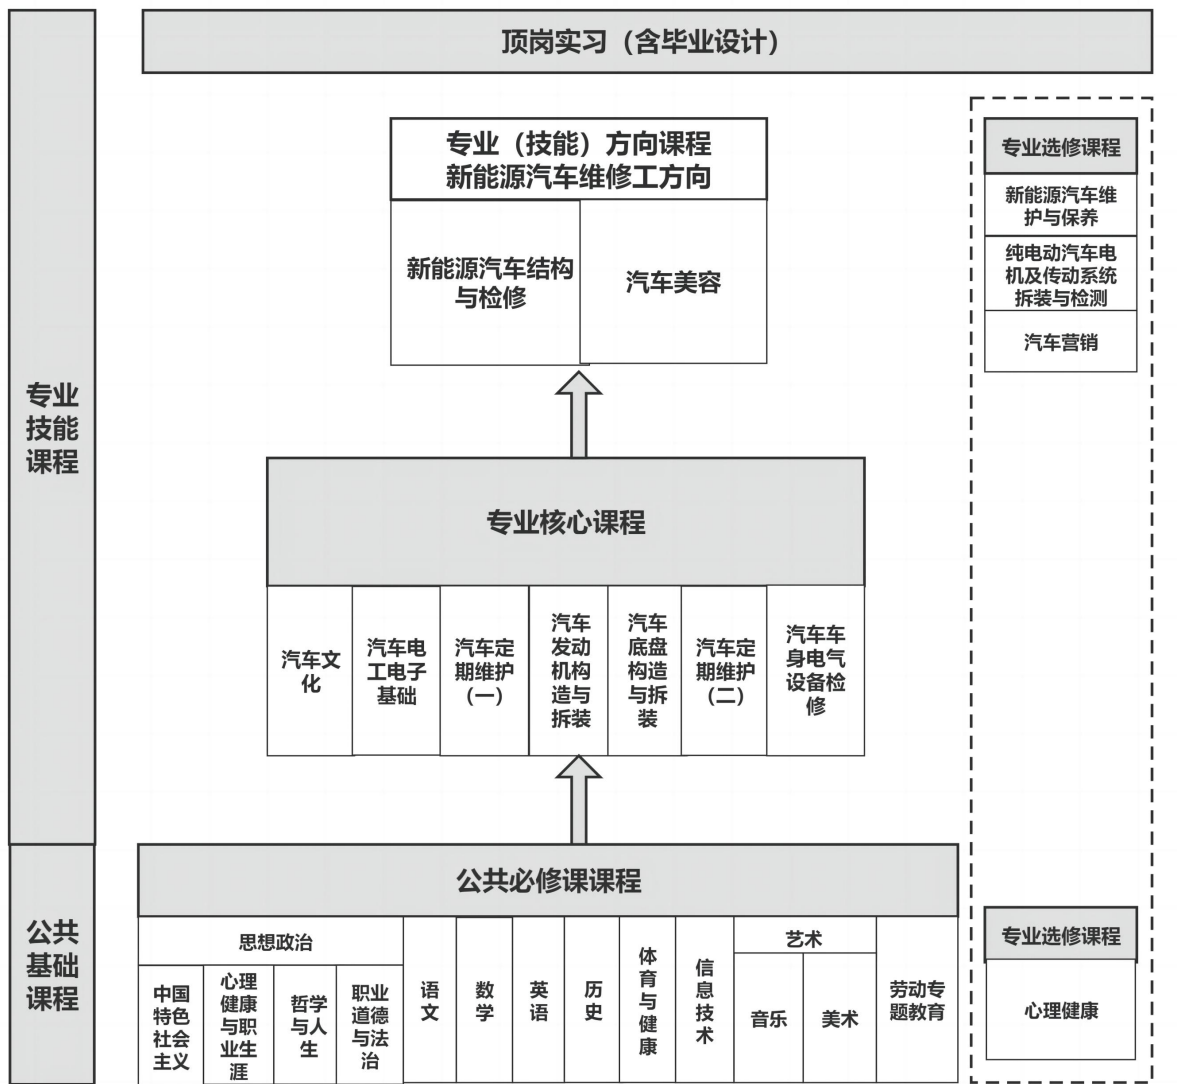 顶岗实习（含毕业设计）
专业
技能
课程
专业（技能）方向课程
新能源汽车维修工方向
新能源汽车结构
与检修
汽车美容
专业选修课程
新能源汽车维
护与保养
纯电动汽车电
机及传动系统
拆装与检测
汽车营销
专业核心课程
汽车文
化
汽车电
工电子
基础
汽车定
期维护
（一）
汽车
发动
机构
造与
拆装
汽车
底盘
构造
与拆
装
汽车定
期维护
（二）
汽车车
身电气
设备检
修
公共
基础
课程
公共必修课课程
思想政治
中国
特色
社会
主义
心理
健康
与职
业生
涯
哲学
与人
生
职业
道德
与法
治
语
文
数
学
英
语
历
史
体
育
与
健
康
信
息
技
术
艺术
音乐
美术
劳动专
题教育
专业选修课程
心理健康